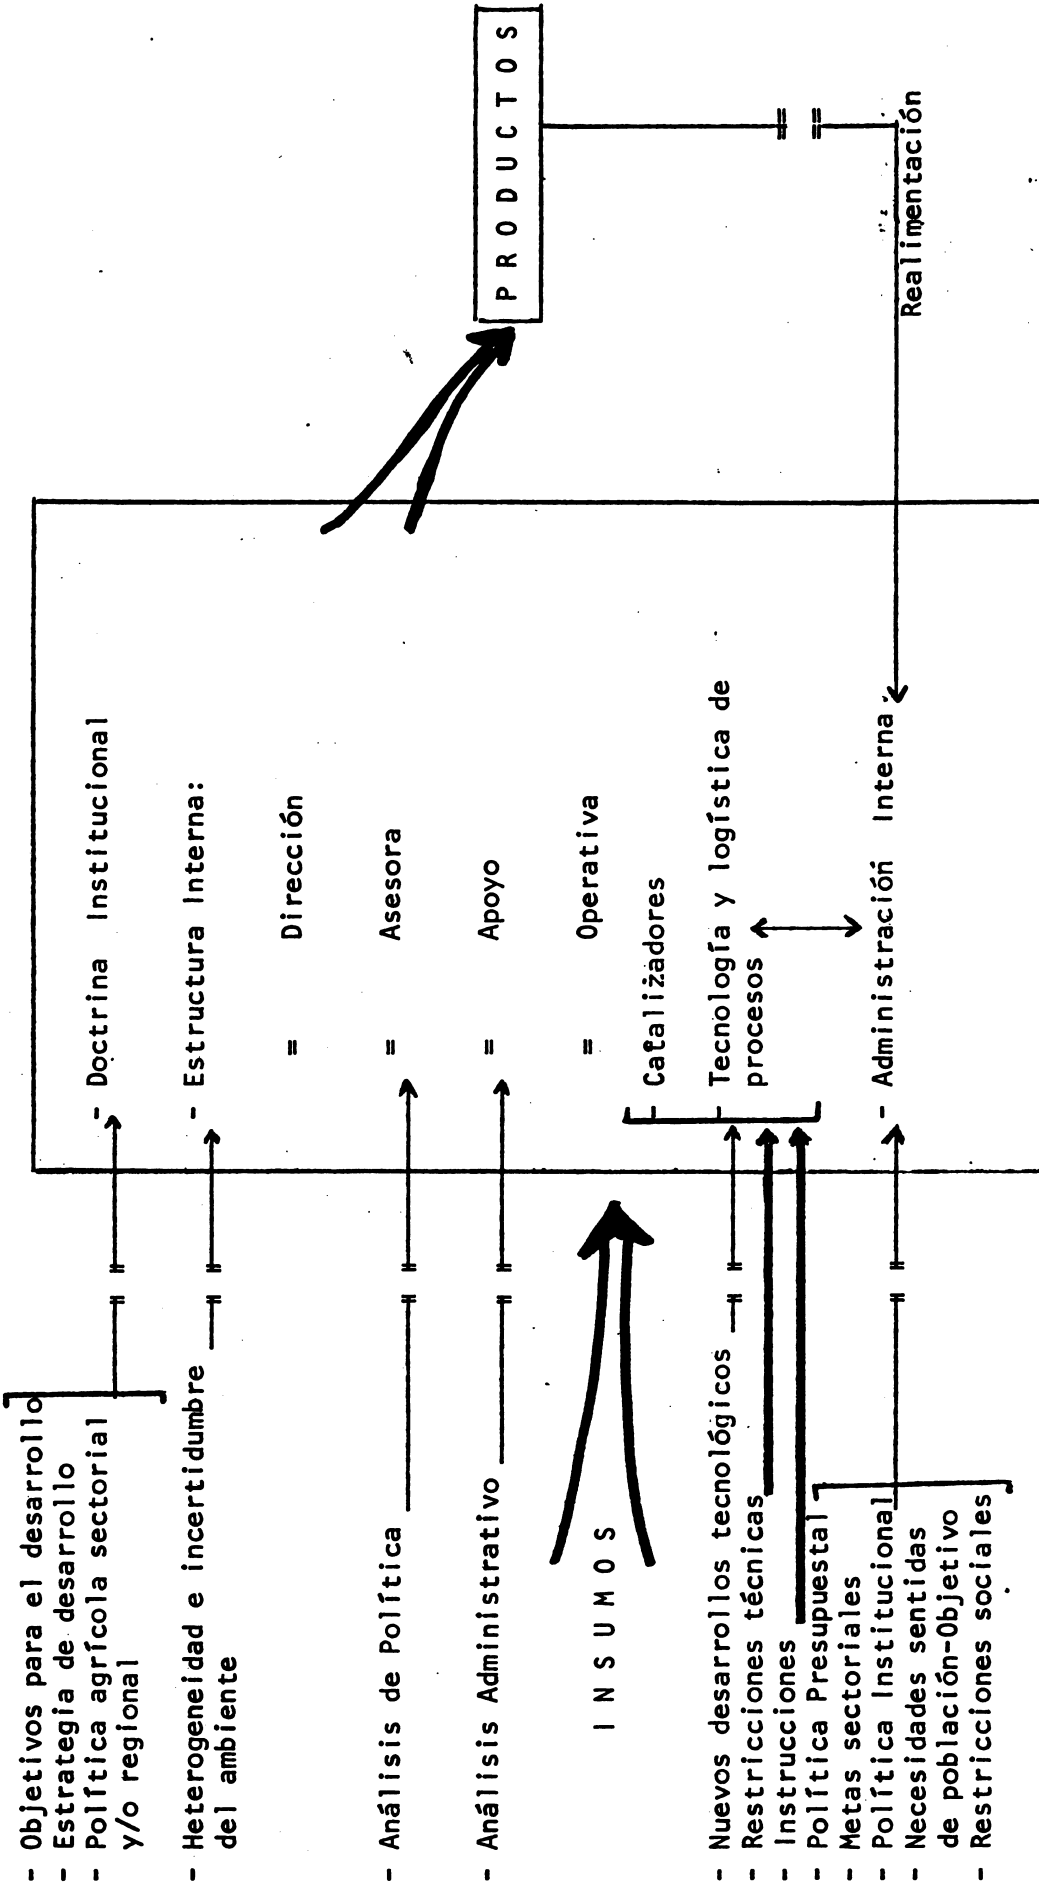 - Objetivos para el desarrollo
- Estrategia de desarrollo
- Política agrícola sectorial
y/o regional
- Heterogeneidad e incertidumbre
del ambiente
- Análisis de Política
- Análisis Administrativo
I N S U M O S
- Nuevos desarrollos tecnológicos
- Restricciones técnicas
- Instrucciones
- Política Presupuestal
- Metas sectoriales
- Política Institucional
- Necesidades sentidas
de población-Objetivo
- Restricciones sociales
- Doctrina Institucional
- Estructura Interna:
= Dirección
= Asesora
= Apoyo
= Operativa
- Catalizadores
- Tecnología y logística de
procesos
- Administración Interna
P R O D U C T O S
Realimentación